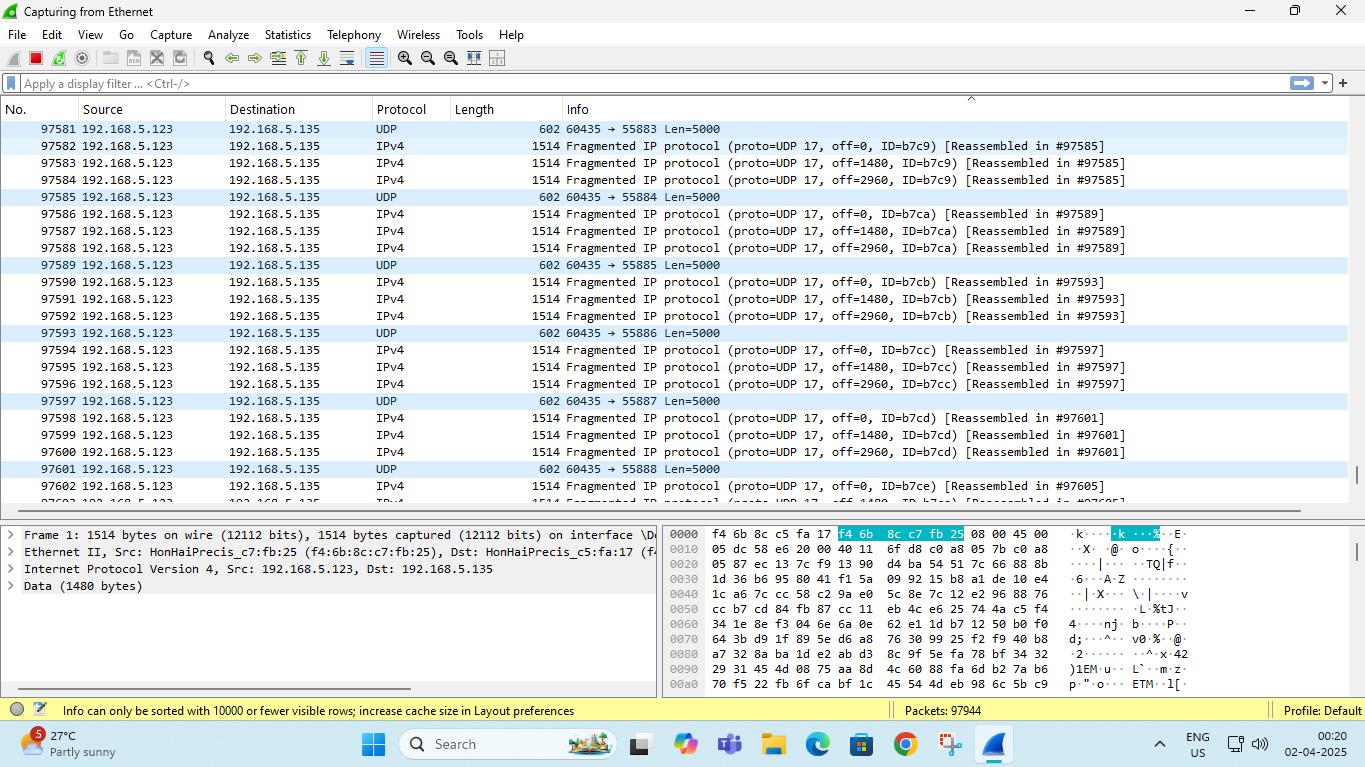 Capturing from Ethernet
File Edit View Go Capture Analyze Statistics Telephony Wireless Tools Help
Apply a display filter ... <Ctrl-/>
No. Source Destination Protocol Length Info
97581 192.168.5.123 192.168.5.135 UDP 602 60435 → 55883 Len=5000
97582 192.168.5.123 192.168.5.135 IPv4 1514 Fragmented IP protocol (proto=UDP 17, off=0, ID=b7c9) [Reassembled in #97585]
97583 192.168.5.123 192.168.5.135 IPv4 1514 Fragmented IP protocol (proto=UDP 17, off=1480, ID=b7c9) [Reassembled in #97585]
97584 192.168.5.123 192.168.5.135 IPv4 1514 Fragmented IP protocol (proto=UDP 17, off=2960, ID=b7c9) [Reassembled in #97585]
97585 192.168.5.123 192.168.5.135 UDP 602 60435 → 55884 Len=5000
97586 192.168.5.123 192.168.5.135 IPv4 1514 Fragmented IP protocol (proto=UDP 17, off=0, ID=b7ca) [Reassembled in #97589]
97587 192.168.5.123 192.168.5.135 IPv4 1514 Fragmented IP protocol (proto=UDP 17, off=1480, ID=b7ca) [Reassembled in #97589]
97588 192.168.5.123 192.168.5.135 IPv4 1514 Fragmented IP protocol (proto=UDP 17, off=2960, ID=b7ca) [Reassembled in #97589]
97589 192.168.5.123 192.168.5.135 UDP 602 60435 → 55885 Len=5000
97590 192.168.5.123 192.168.5.135 IPv4 1514 Fragmented IP protocol (proto=UDP 17, off=0, ID=b7cb) [Reassembled in #97593]
97591 192.168.5.123 192.168.5.135 IPv4 1514 Fragmented IP protocol (proto=UDP 17, off=1480, ID=b7cb) [Reassembled in #97593]
97592 192.168.5.123 192.168.5.135 IPv4 1514 Fragmented IP protocol (proto=UDP 17, off=2960, ID=b7cb) [Reassembled in #97593]
97593 192.168.5.123 192.168.5.135 UDP 602 60435 → 55886 Len=5000
97594 192.168.5.123 192.168.5.135 IPv4 1514 Fragmented IP protocol (proto=UDP 17, off=0, ID=b7cc) [Reassembled in #97597]
97595 192.168.5.123 192.168.5.135 IPv4 1514 Fragmented IP protocol (proto=UDP 17, off=1480, ID=b7cc) [Reassembled in #97597]
97596 192.168.5.123 192.168.5.135 IPv4 1514 Fragmented IP protocol (proto=UDP 17, off=2960, ID=b7cc) [Reassembled in #97597]
97597 192.168.5.123 192.168.5.135 UDP 602 60435 → 55887 Len=5000
97598 192.168.5.123 192.168.5.135 IPv4 1514 Fragmented IP protocol (proto=UDP 17, off=0, ID=b7cd) [Reassembled in #97601]
97599 192.168.5.123 192.168.5.135 IPv4 1514 Fragmented IP protocol (proto=UDP 17, off=1480, ID=b7cd) [Reassembled in #97601]
97600 192.168.5.123 192.168.5.135 IPv4 1514 Fragmented IP protocol (proto=UDP 17, off=2960, ID=b7cd) [Reassembled in #97601]
97601 192.168.5.123 192.168.5.135 UDP 602 60435 → 55888 Len=5000
97602 192.168.5.123 192.168.5.135 IPv4 1514 Fragmented IP protocol (proto=UDP 17, off=0, ID=b7ce) [Reassembled in #97605]
Frame 1: 1514 bytes on wire (12112 bits), 1514 bytes captured (12112 bits) on interface \De
Ethernet II, Src: HonHaiPrecis_c7:fb:25 (f4:6b:8c:c7:fb:25), Dst: HonHaiPrecis_c5:fa:17 (f4
Internet Protocol Version 4, Src: 192.168.5.123, Dst: 192.168.5.135
Data (1480 bytes)
0000 f4 6b 8c c5 fa 17 f4 6b 8c c7 fb 25 08 00 45 00 ·k·····k ···%··E·
0010 05 dc 58 e6 20 00 40 11 6f d8 c0 a8 05 7b c0 a8 ··X· ·@· o····{··
0020 05 87 ec 13 7c f9 13 90 d4 ba 54 51 7c 66 88 8b ····|··· ··TQ|f··
0030 1d 36 b6 95 80 41 f1 5a 09 92 15 b8 a1 de 10 e4 ·6···A·Z ········
0040 1c a6 7c cc 58 c2 9a e0 5c 8e 7c 12 e2 96 88 76 ··|·X··· \·|····v
0050 cc b7 cd 84 fb 87 cc 11 eb 4c e6 25 74 4a c5 f4 ········ ·L·%tJ··
0060 34 1e 8e f3 04 6e 6a 0e 62 e1 1d b7 12 50 b0 f0 4····nj· b····P··
0070 64 3b d9 1f 89 5e d6 a8 76 30 99 25 f2 f9 40 b8 d;···^·· v0·%··@·
0080 a7 32 8a ba 1d e2 ab d3 8c 9f 5e fa 78 bf 34 32 ·2······ ··^·x·42
0090 29 31 45 4d 08 75 aa 8d 4c 60 88 fa 6d b2 7a b6 )1EM·u·· L`··m·z·
00a0 70 f5 22 fb 6f ca bf 1c 45 54 4d eb 98 6c 5b c9 p·"·o··· ETM··l[·
Info can only be sorted with 10000 or fewer visible rows; increase cache size in Layout preferences Packets: 97944 Profile: Default
5
27°C
Partly sunny
Search
ENG
US
00:20
02-04-2025